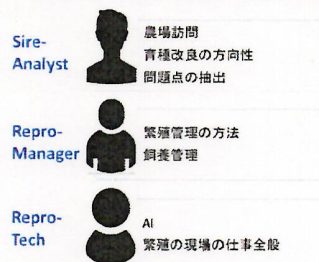 Sire-
Analyst
農場訪問
育種改良の方向性
問題点の抽出
Repro-
Manager
繁殖管理の方法
飼養管理
Repro-
Tech
AI
繁殖の現場の仕事全般